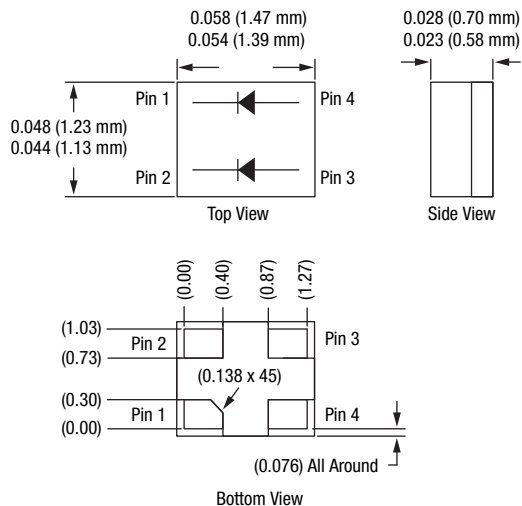 0.058 (1.47 mm)
0.054 (1.39 mm)
0.028 (0.70 mm)
0.023 (0.58 mm)
Pin 1
Pin 4
0.048 (1.23 mm)
0.044 (1.13 mm)
Pin 2
Pin 3
Top View
Side View
(0.00)
(0.40)
(0.87)
(1.27)
(1.03)
Pin 2
Pin 3
(0.73)
(0.138 x 45)
(0.30)
Pin 1
Pin 4
(0.00)
(0.076) All Around
Bottom View